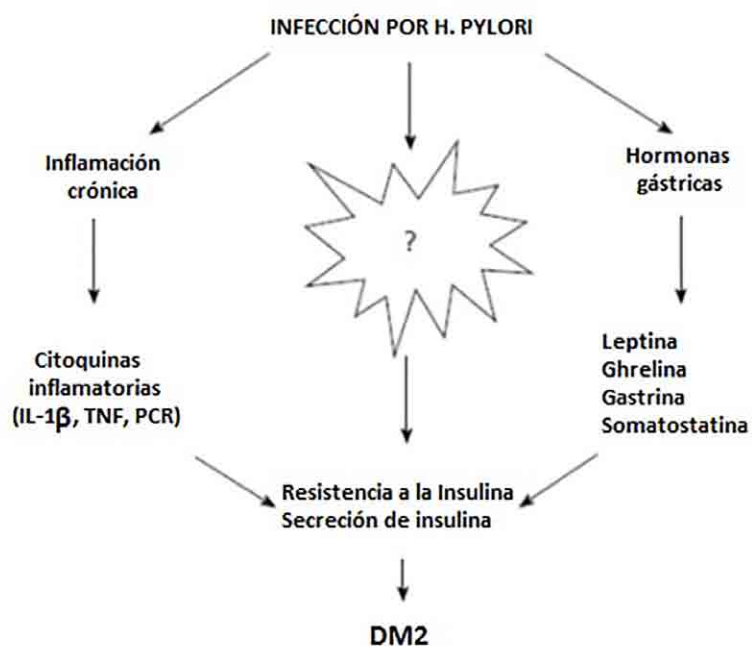 INFECCIÓN POR H. PYLORI
Inflamación
crónica
?
Hormonas
gástricas
Citoquinas
inflamatorias
(IL-1β, TNF, PCR)
Leptina
Ghrelina
Gastrina
Somatostatina
Resistencia a la Insulina
Secreción de insulina
DM2